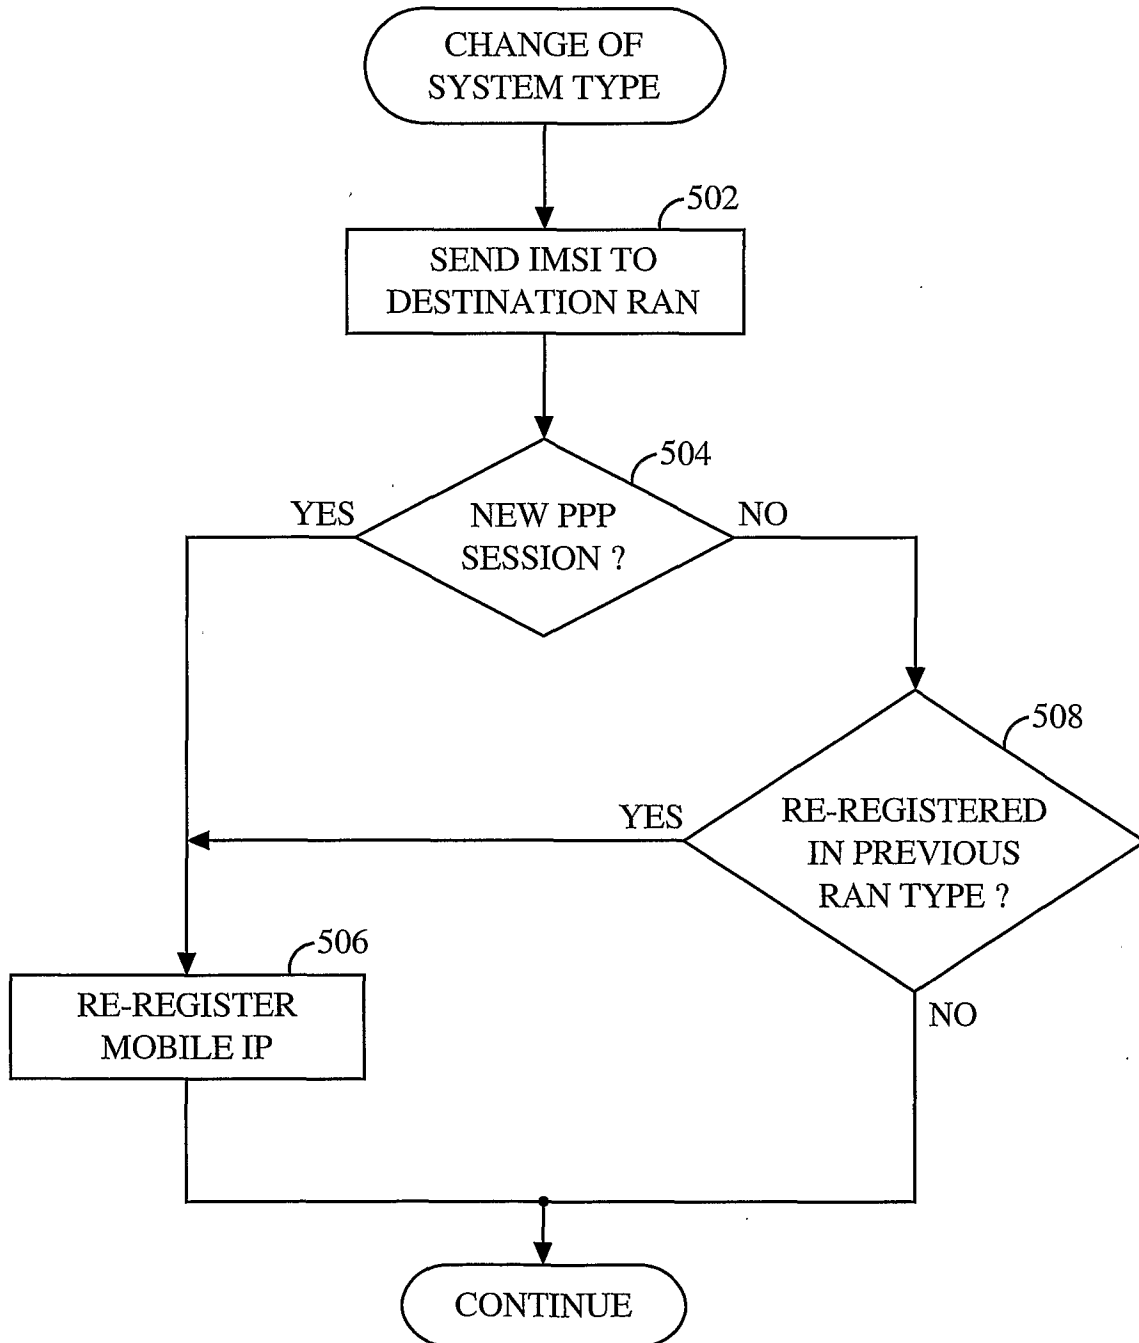 CHANGE OF
SYSTEM TYPE
502
SEND IMSI TO
DESTINATION RAN
504
YES
NEW PPP
SESSION ?
NO
508
YES
RE-REGISTERED
IN PREVIOUS
RAN TYPE ?
506
RE-REGISTER
MOBILE IP
NO
CONTINUE